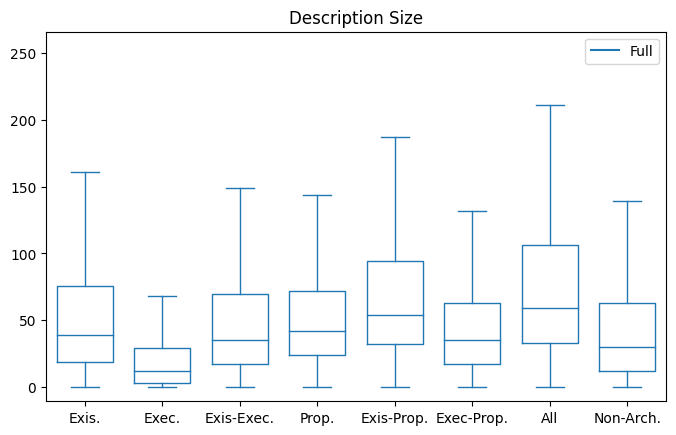 Description Size
Full
250
200
150
100
50
0
Exis. Exec. Exis-Exec. Prop. Exis-Prop. Exec-Prop. All Non-Arch.